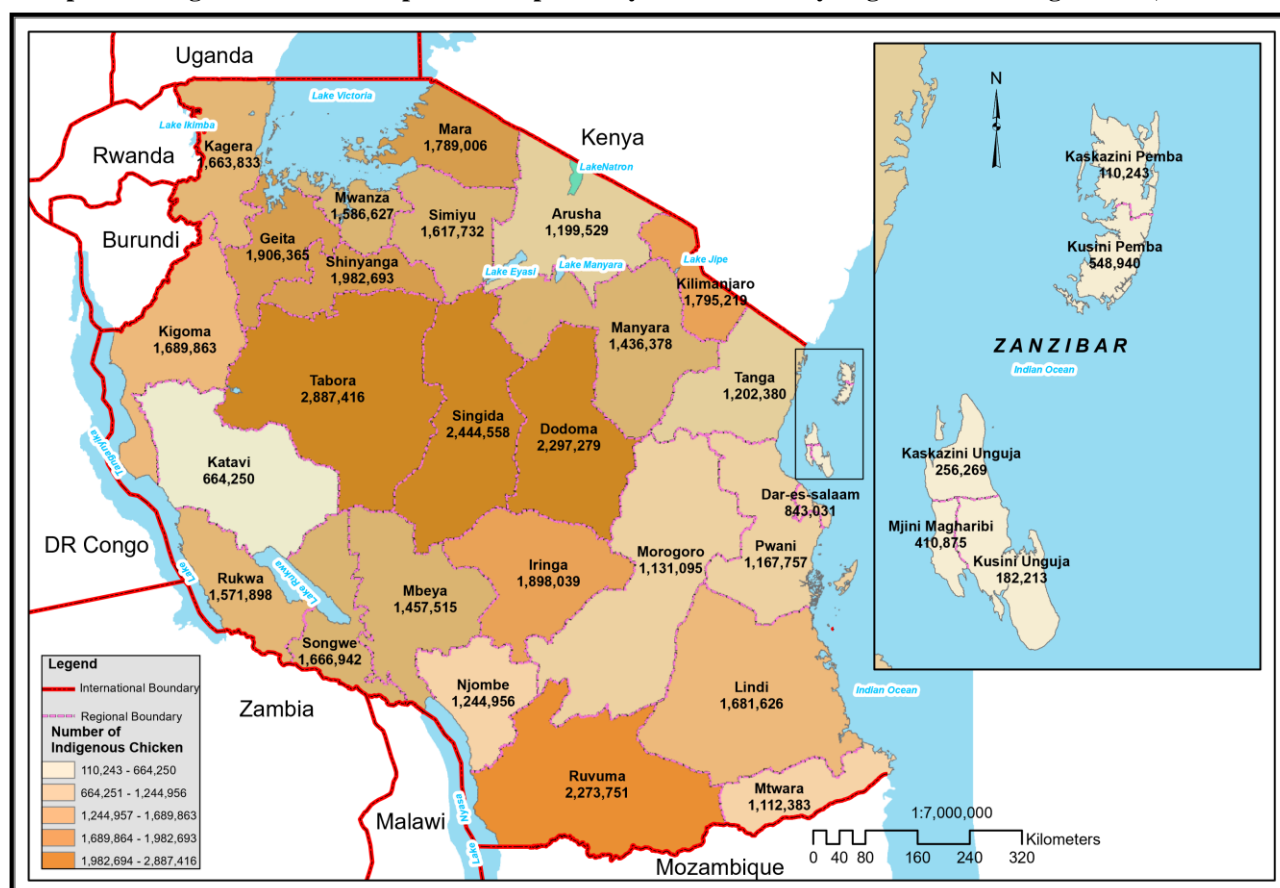 Uganda
Lake Victoria
Lake Ikimba
Kagera
1,663,833
Rwanda
Burundi
Mara
1,789,006
Kenya
LakeNatron
Mwanza
1,586,627
Simiyu
1,617,732
Arusha
1,199,529
Geita
1,906,365
Shinyanga
1,982,693
Lake Eyasi
Lake Manyara
Lake Jipe
Kilimanjaro
1,795,219
Kigoma
1,689,863
Manyara
1,436,378
Tabora
2,887,416
Singida
2,444,558
Dodoma
2,297,279
Tanga
1,202,380
Katavi
664,250
Lake Tanganyika
DR Congo
Dar-es-salaam
843,031
Morogoro
1,131,095
Pwani
1,167,757
Rukwa
1,571,898
Lake Rukwa
Mbeya
1,457,515
Iringa
1,898,039
Songwe
1,666,942
Njombe
1,244,956
Lindi
1,681,626
Indian Ocean
Zambia
Ruvuma
2,273,751
Mtwara
1,112,383
Malawi
Lake Nyasa
Mozambique
N
Kaskazini Pemba
110,243
Kusini Pemba
548,940
ZANZIBAR
Indian Ocean
Kaskazini Unguja
256,269
Mjini Magharibi
410,875
Kusini Unguja
182,213
Legend
International Boundary
Regional Boundary
Number of
Indigenous Chicken
110,243 - 664,250
664,251 - 1,244,956
1,244,957 - 1,689,863
1,689,864 - 1,982,693
1,982,694 - 2,887,416
1:7,000,000
Kilometers
0 40 80 160 240 320